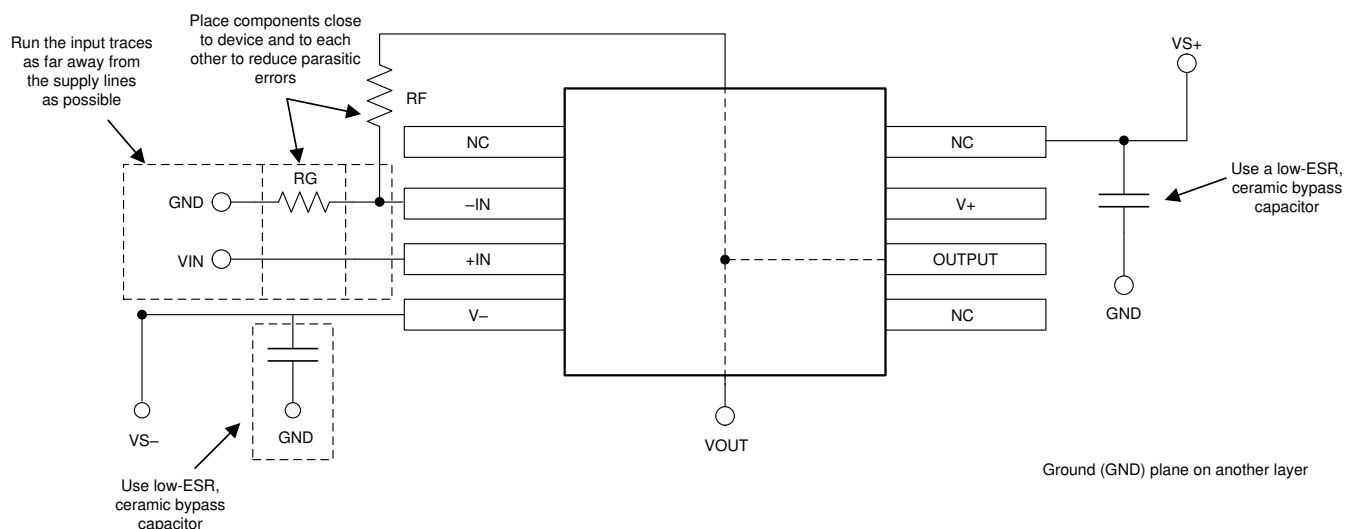 Place components close
to device and to each
other to reduce parasitic
errors
Run the input traces
as far away from
the supply lines
as possible
VS+
RF
NC
NC
RG
Use a low-ESR,
ceramic bypass
capacitor
GND
–IN
V+
VIN
+IN
OUTPUT
V–
NC
GND
VS–
GND
VOUT
Use low-ESR,
ceramic bypass
capacitor
Ground (GND) plane on another layer